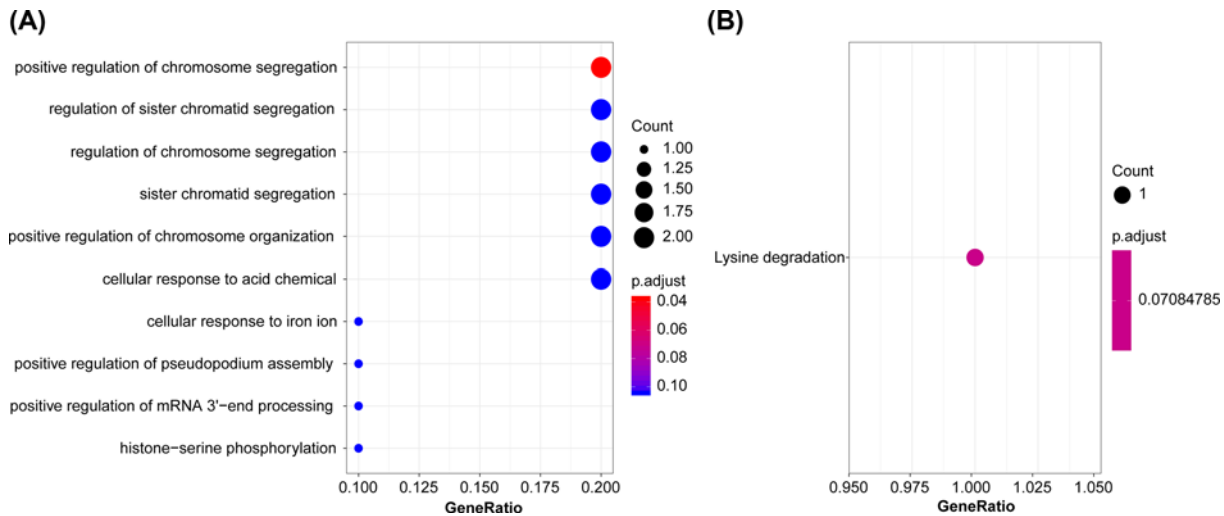 (A)
positive regulation of chromosome segregation
regulation of sister chromatid segregation
regulation of chromosome segregation
sister chromatid segregation
positive regulation of chromosome organization
cellular response to acid chemical
cellular response to iron ion
positive regulation of pseudopodium assembly
positive regulation of mRNA 3'−end processing
histone−serine phosphorylation
0.100 0.125 0.150 0.175 0.200
GeneRatio
Count
1.00
1.25
1.50
1.75
2.00
p.adjust
0.04
0.06
0.08
0.10
(B)
Lysine degradation
0.950 0.975 1.000 1.025 1.050
GeneRatio
Count
1
p.adjust
0.07084785